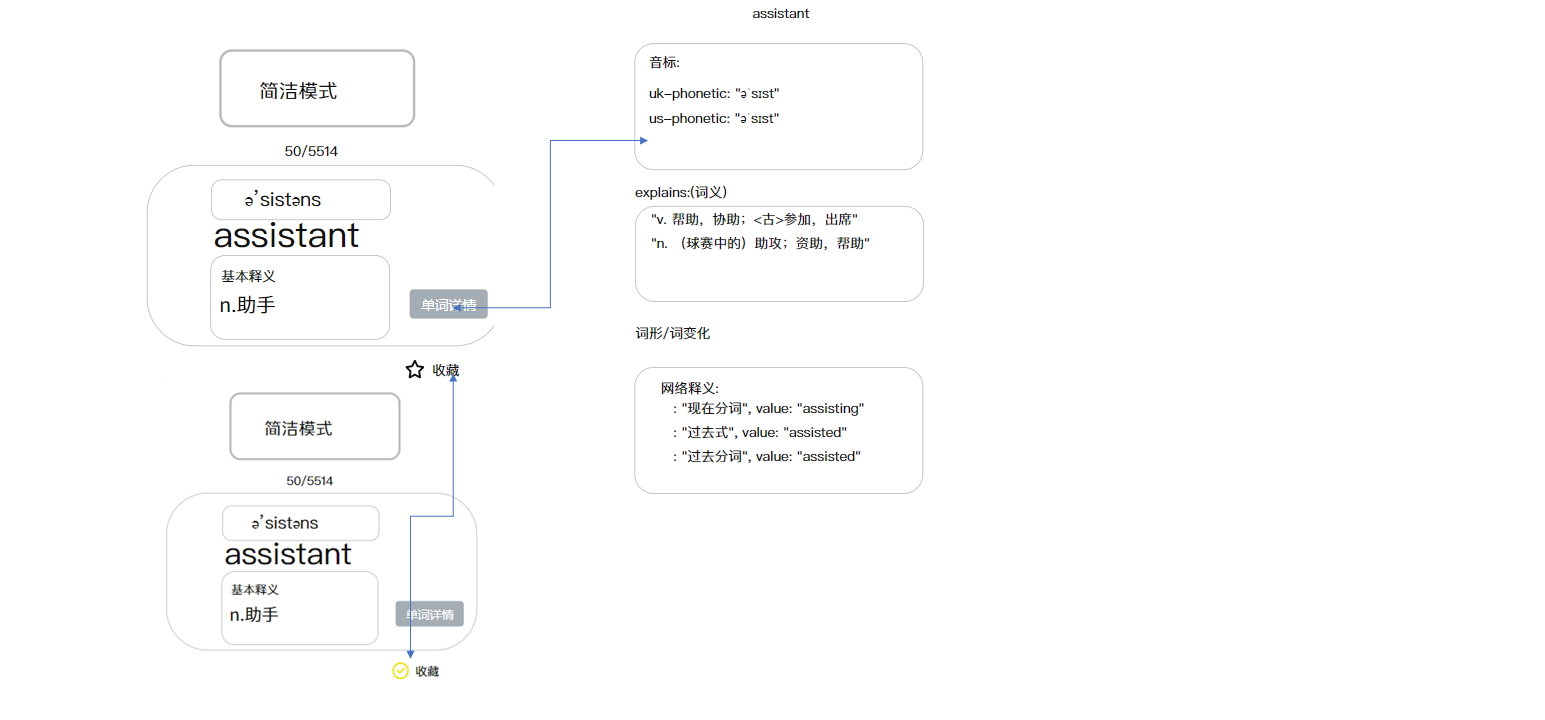 assistant
简洁模式
50/5514
ə’sistəns
assistant
基本释义
n.助手
单词详情
收藏
简洁模式
50/5514
ə’sistəns
assistant
基本释义
n.助手
单词详情
收藏
音标:
uk-phonetic: "əˈsɪst"
us-phonetic: "əˈsɪst"
explains:(词义)
"v. 帮助，协助；<古>参加，出席"
"n. （球赛中的）助攻；资助，帮助"
词形/词变化
网络释义:
: "现在分词", value: "assisting"
: "过去式", value: "assisted"
: "过去分词", value: "assisted"